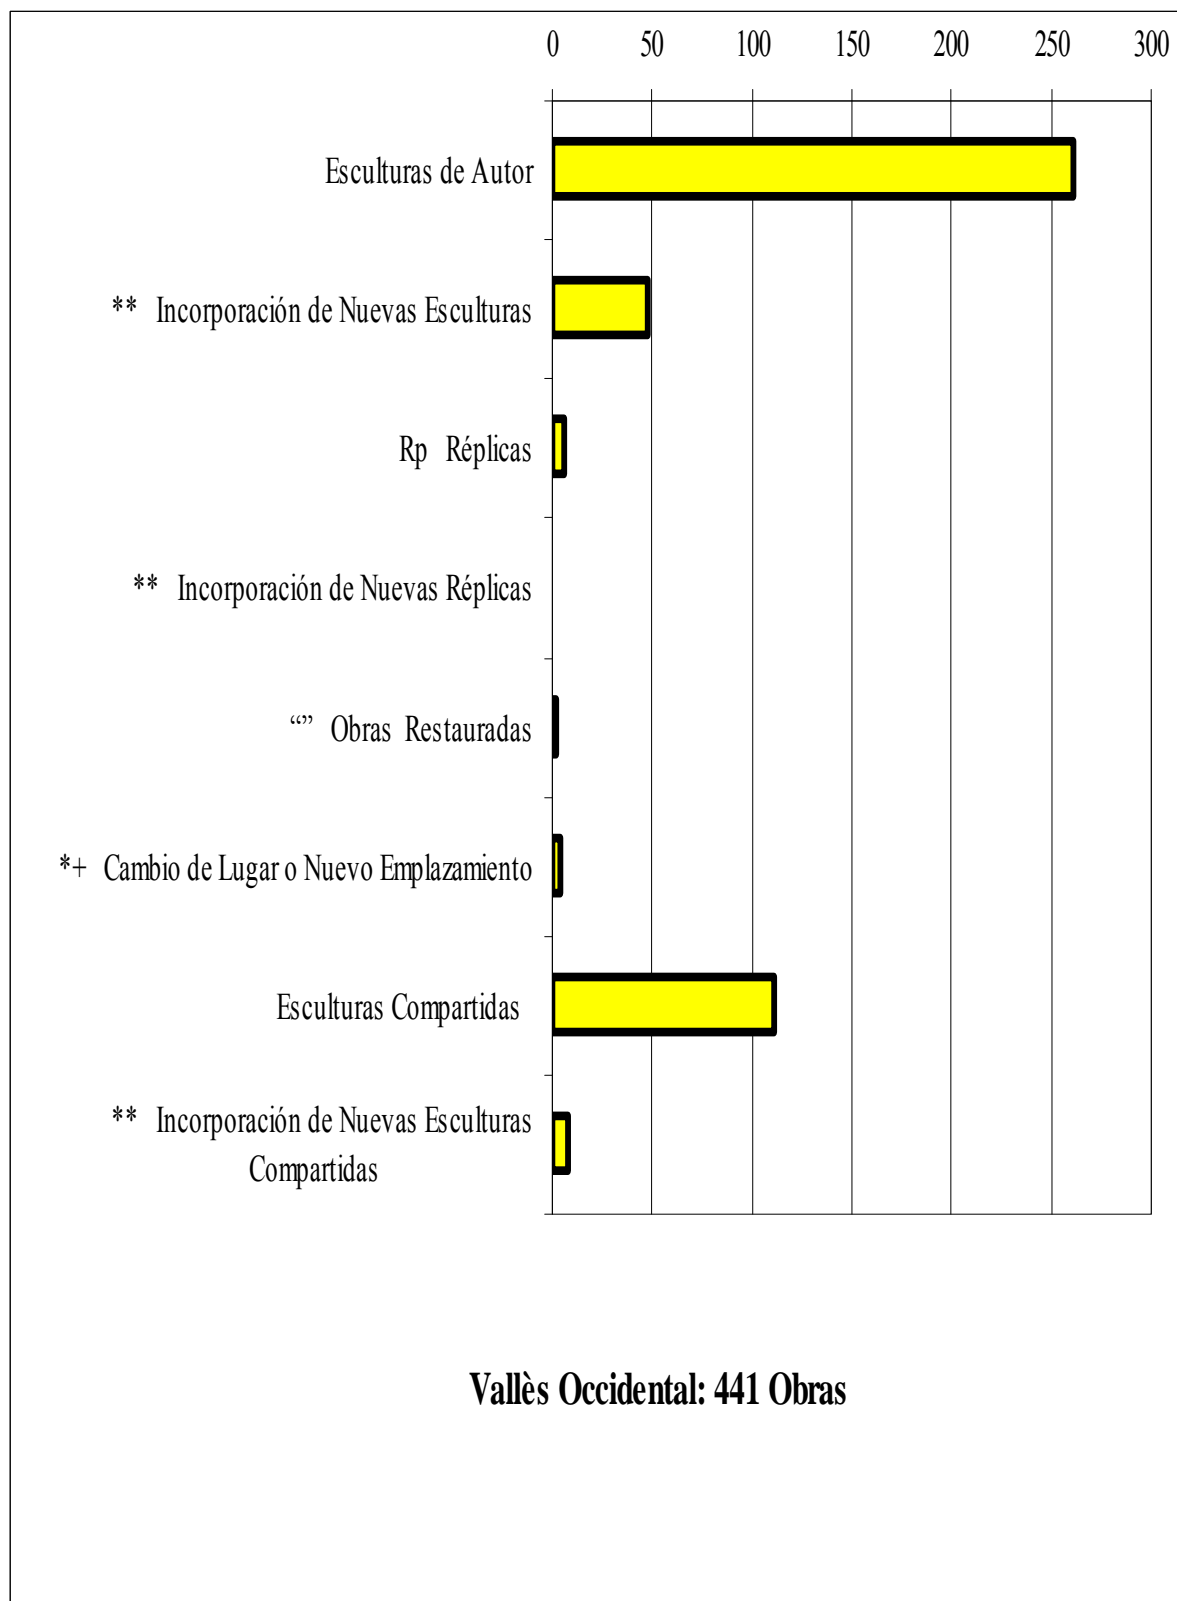 0 50 100 150 200 250 300
Esculturas de Autor
** Incorporación de Nuevas Esculturas
Rp Réplicas
** Incorporación de Nuevas Réplicas
“” Obras Restauradas
*+ Cambio de Lugar o Nuevo Emplazamiento
Esculturas Compartidas
** Incorporación de Nuevas Esculturas
Compartidas
Vallès Occidental: 441 Obras